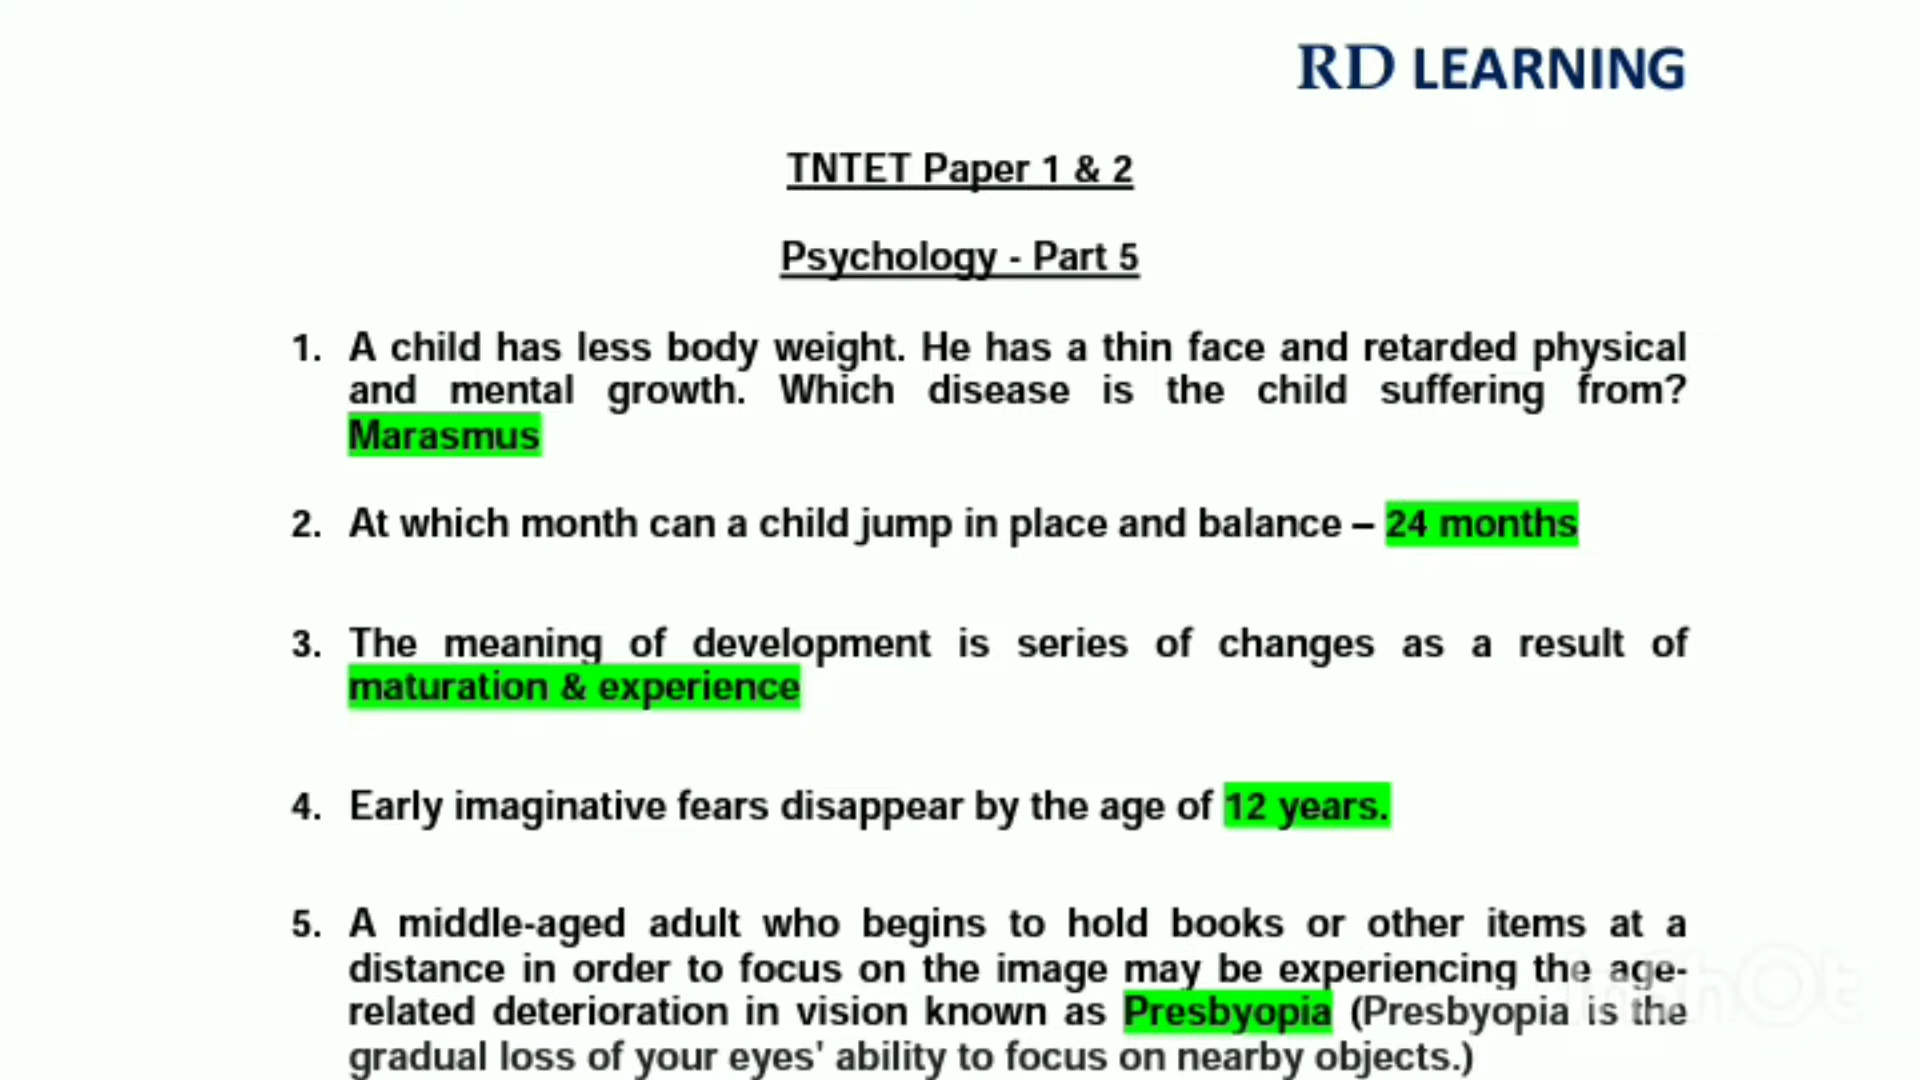 RD LEARNING
TNTET Paper 1 & 2
Psychology - Part 5
1. A child has less body weight. He has a thin face and retarded physical
and mental growth. Which disease is the child suffering from?
Marasmus
2. At which month can a child jump in place and balance – 24 months
3. The meaning of development is series of changes as a result of
maturation & experience
4. Early imaginative fears disappear by the age of 12 years.
5. A middle-aged adult who begins to hold books or other items at a
distance in order to focus on the image may be experiencing the age-
related deterioration in vision known as Presbyopia (Presbyopia is the
gradual loss of your eyes' ability to focus on nearby objects.)
InShOt